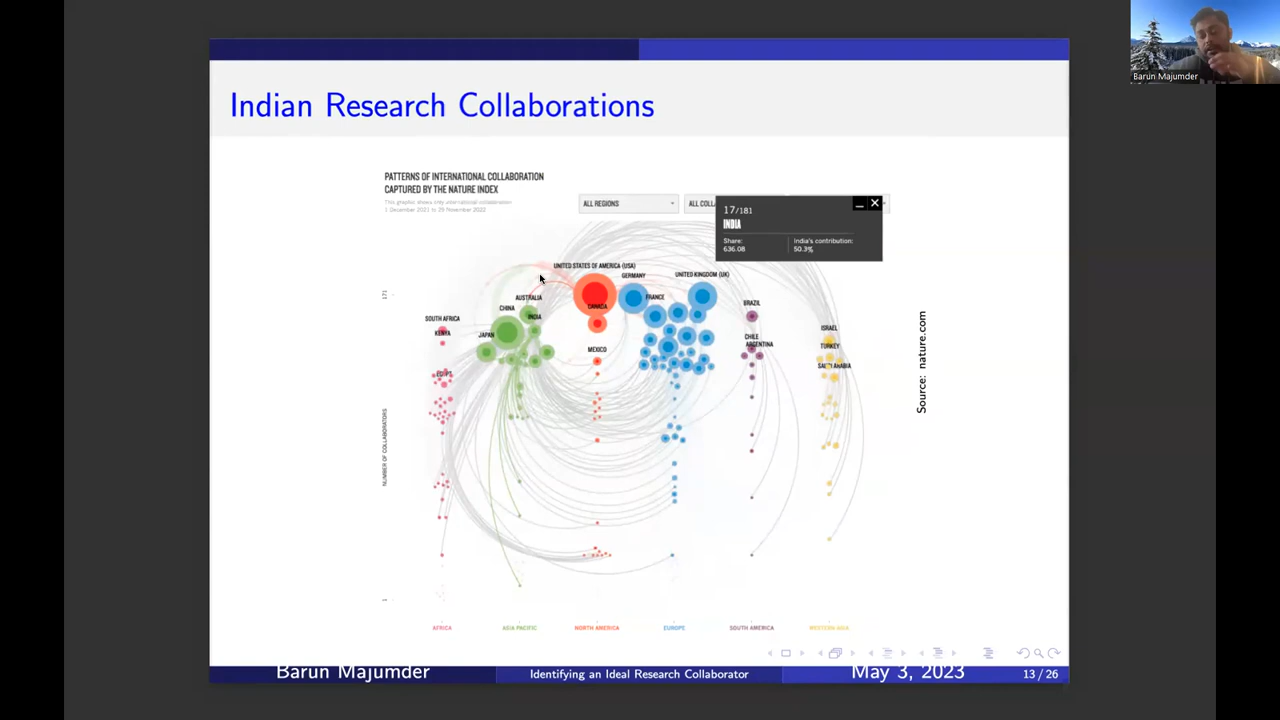 Barun Majumder
Indian Research Collaborations
PATTERNS OF INTERNATIONAL COLLABORATION
CAPTURED BY THE NATURE INDEX
This graphic shows only international collaboration
1 December 2021 to 29 November 2022
ALL REGIONS
ALL COLL
17/181
INDIA
Share:
636.08
India's contribution:
50.3%
UNITED STATES OF AMERICA (USA)
GERMANY
UNITED KINGDOM (UK)
AUSTRALIA
FRANCE
CHINA
CANADA
BRAZIL
INDIA
SOUTH AFRICA
KENYA
JAPAN
ISRAEL
CHILE
ARGENTINA
MEXICO
TURKEY
SAUDI ARABIA
EGYPT
171
NUMBER OF COLLABORATORS
1
AFRICA
ASIA PACIFIC
NORTH AMERICA
EUROPE
SOUTH AMERICA
WESTERN ASIA
Source: nature.com
Barun Majumder
Identifying an Ideal Research Collaborator
May 3, 2023
13 / 26